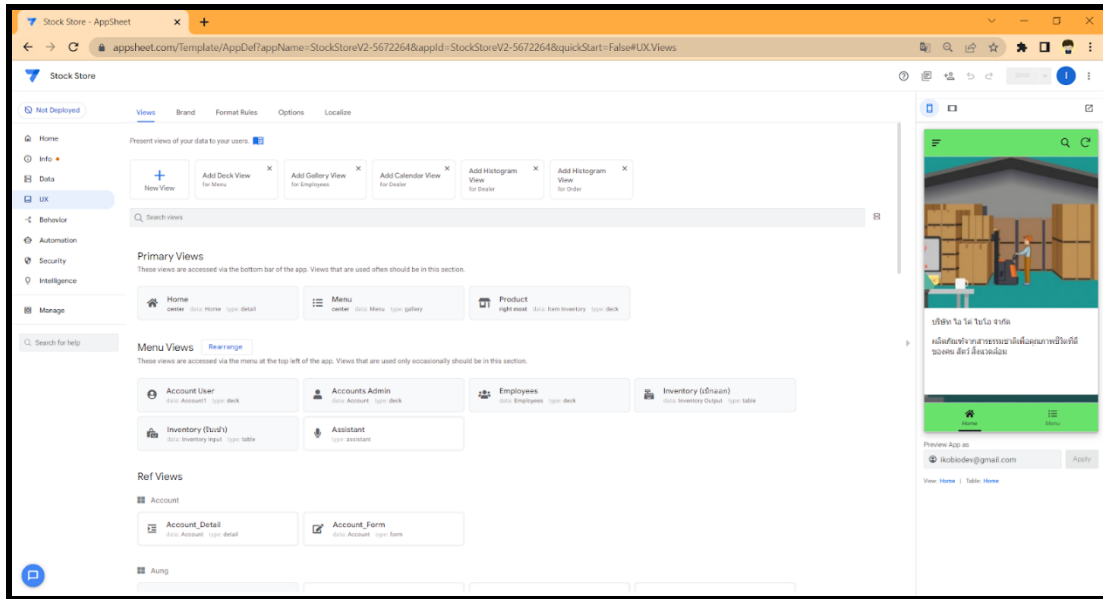 Stock Store - AppSheet
appsheet.com/Template/AppDef?appName=StockStoreV2-5672264&appId=StockStoreV2-5672264&quickStart=False#UX.Views
Stock Store
Not Deployed
Home
Info
Data
UX
Behavior
Automation
Security
Intelligence
Manage
Search for help
Views Brand Format Rules Options Localize
Present views of your data to your users.
New View
Add Deck View
for Menu
Add Gallery View
for Employees
Add Calendar View
for Dealer
Add Histogram
View
for Dealer
Add Histogram
View
for Order
Search views
Primary Views
These views are accessed via the bottom bar of the app. Views that are used often should be in this section.
Home
center data: Home type: detail
Menu
center data: Menu type: gallery
Product
right most data: Item Inventory type: deck
Menu Views Rearrange
These views are accessed via the menu at the top left of the app. Views that are used only occasionally should be in this section.
Account User
data: Account1 type: deck
Accounts Admin
data: Account type: deck
Employees
data: Employees type: deck
Inventory (เบิกออก)
data: Inventory Output type: table
Inventory (รับเข้า)
data: Inventory Input type: table
Assistant
type: assistant
Ref Views
Account
Account_Detail
data: Account type: detail
Account_Form
data: Account type: form
Aung
I
บริษัท ไอ โค่ ไบโอ จำกัด
ผลิตภัณฑ์จากธรรมชาติเพื่อคุณภาพชีวิตที่ดี
ของคน สัตว์ สิ่งแวดล้อม
Home Menu
Preview App as
ikobiodev@gmail.com
Apply
View: Home | Table: Home